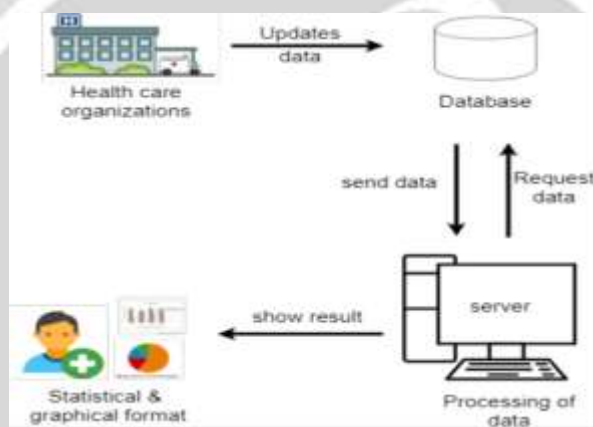 H
Updates
data
Health care
organizations
Database
send data
Request
data
server
show result
Statistical &
graphical format
Processing of
data